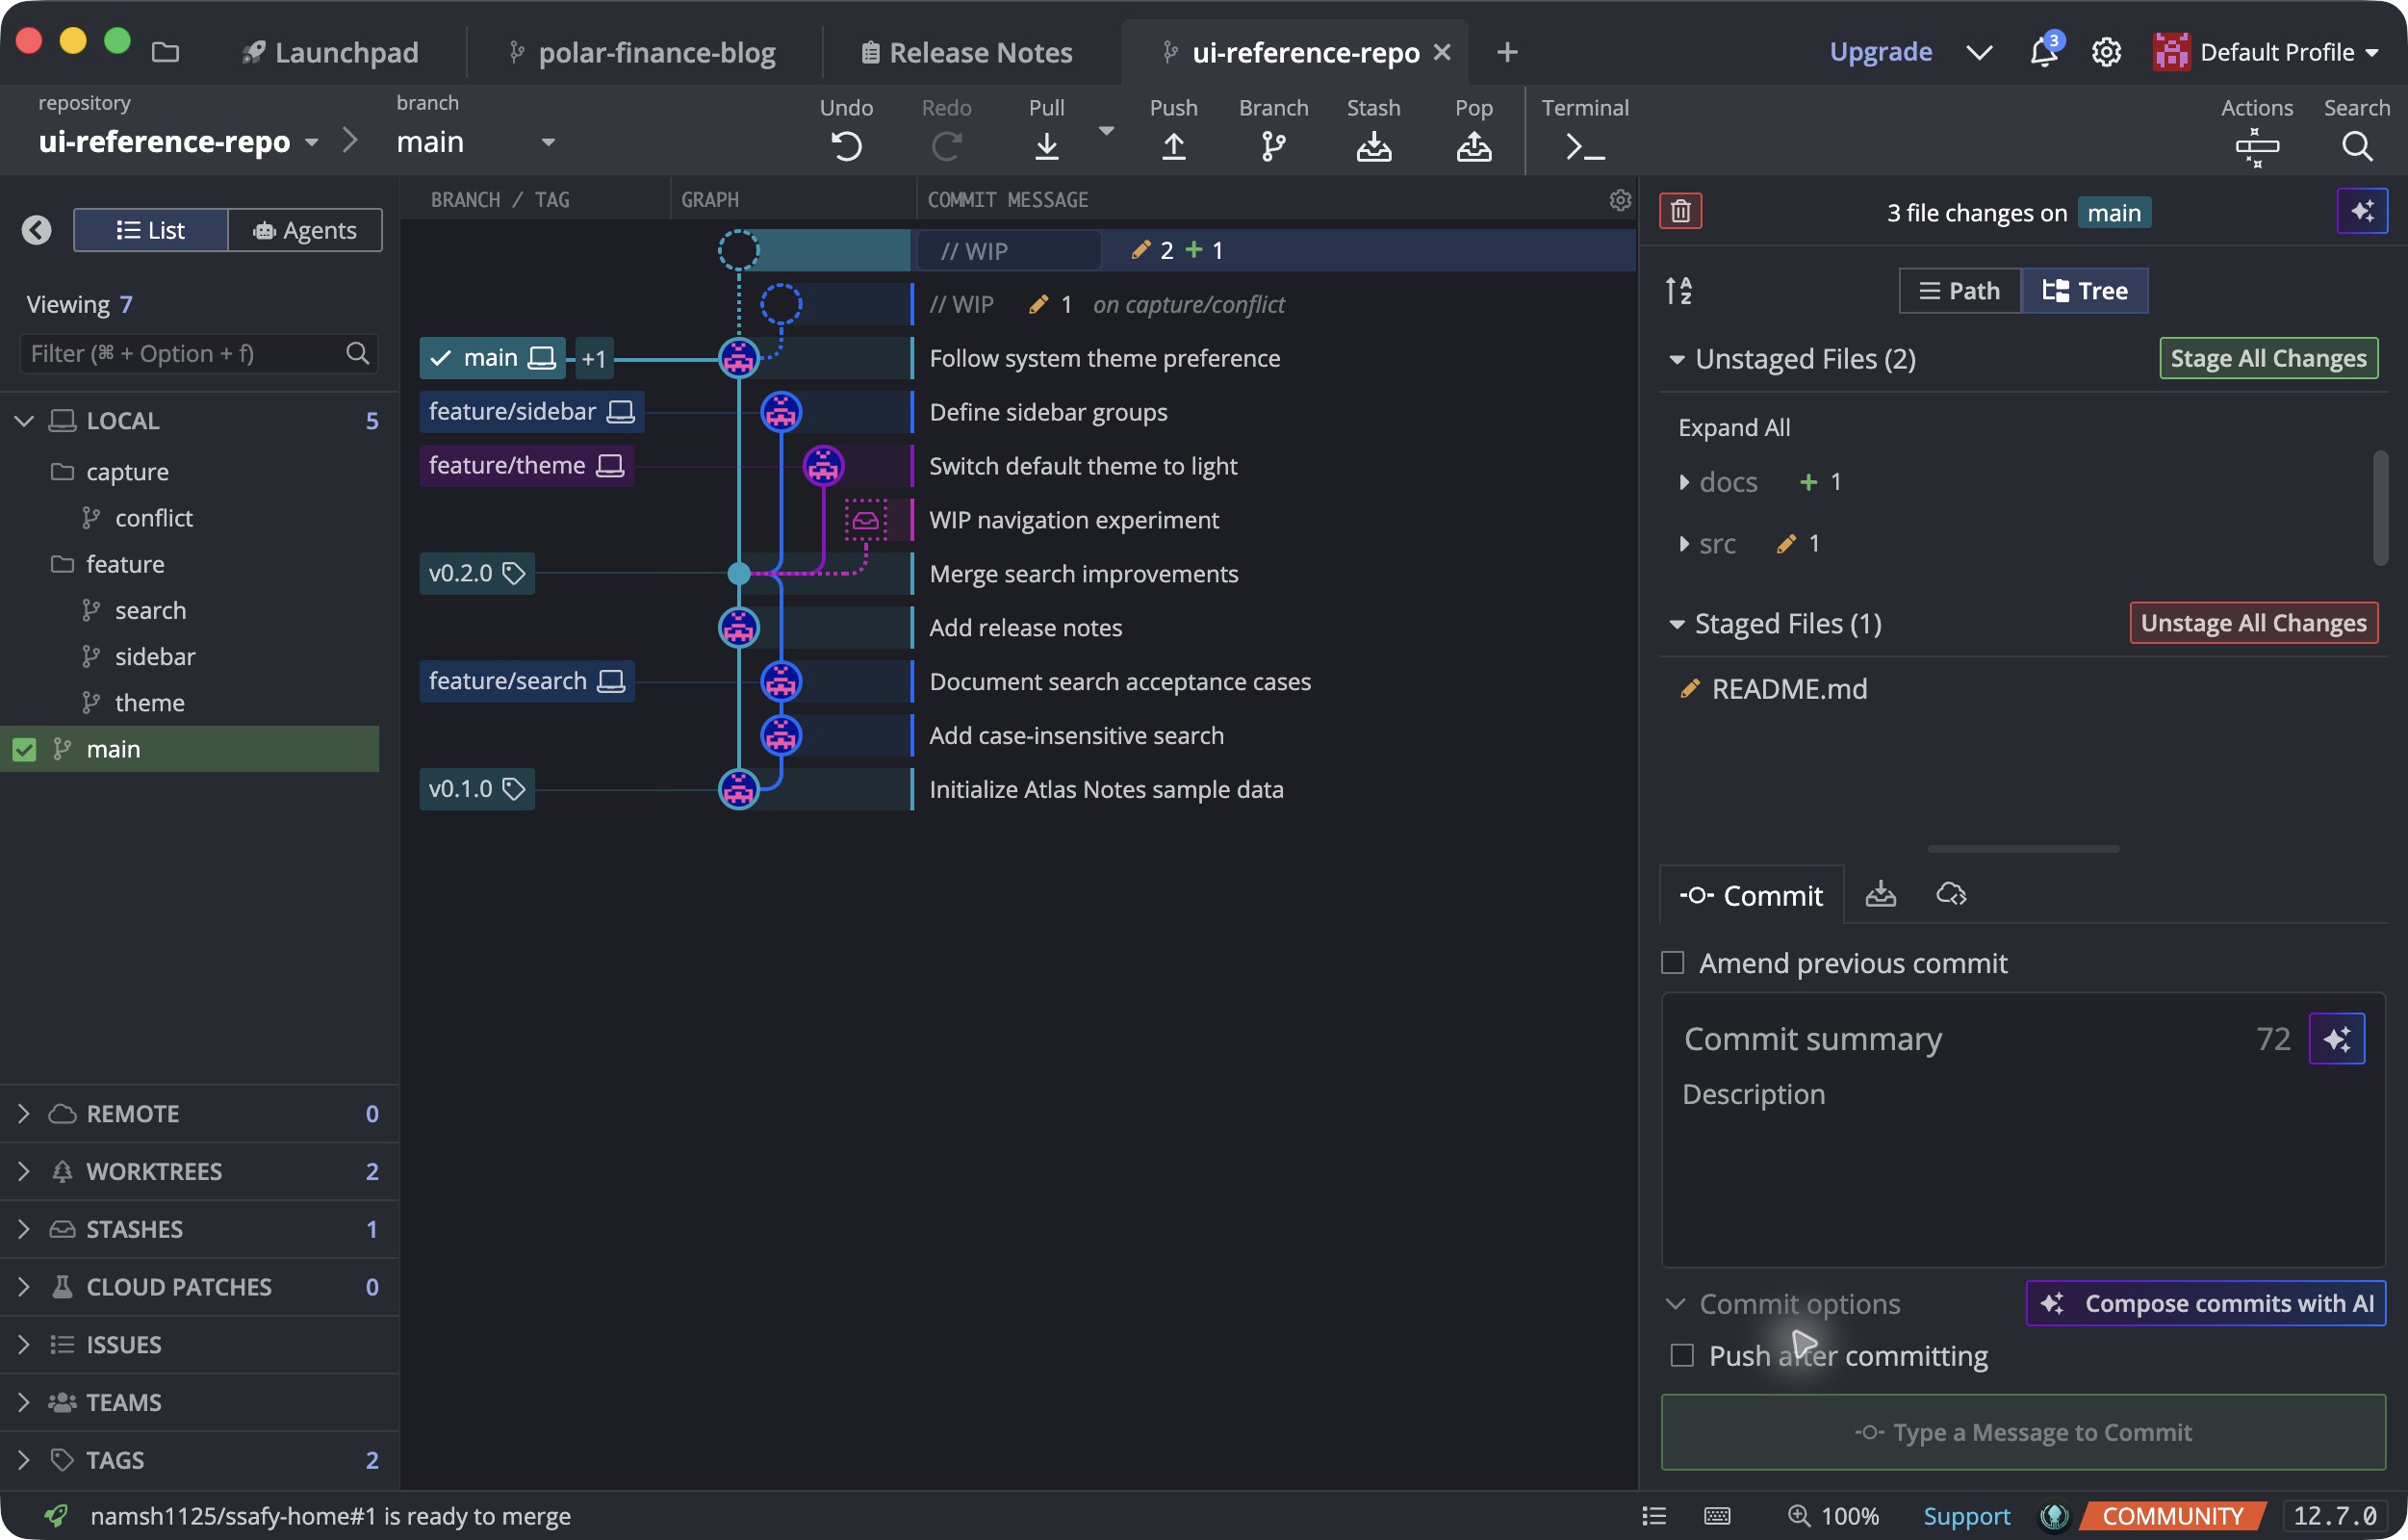 Launchpad
polar-finance-blog
Release Notes
ui-reference-repo
Upgrade
3
Default Profile
repository
ui-reference-repo
branch
main
Undo
Redo
Pull
Push
Branch
Stash
Pop
Terminal
Actions
Search
List
Agents
Viewing 7
Filter (⌘ + Option + f)
LOCAL 5
capture
conflict
feature
search
sidebar
theme
main
REMOTE 0
WORKTREES 2
STASHES 1
CLOUD PATCHES 0
ISSUES
TEAMS
TAGS 2
BRANCH / TAG
GRAPH
COMMIT MESSAGE
// WIP 2 + 1
// WIP 1 on capture/conflict
main +1 Follow system theme preference
feature/sidebar Define sidebar groups
feature/theme Switch default theme to light
WIP navigation experiment
v0.2.0 Merge search improvements
Add release notes
feature/search Document search acceptance cases
Add case-insensitive search
v0.1.0 Initialize Atlas Notes sample data
3 file changes on main
A
Z
Path
Tree
Unstaged Files (2)
Stage All Changes
Expand All
docs + 1
src 1
Staged Files (1)
Unstage All Changes
README.md
Commit
Amend previous commit
Commit summary 72
Description
Commit options
Compose commits with AI
Push after committing
Type a Message to Commit
namsh1125/ssafy-home#1 is ready to merge
100%
Support
COMMUNITY
12.7.0